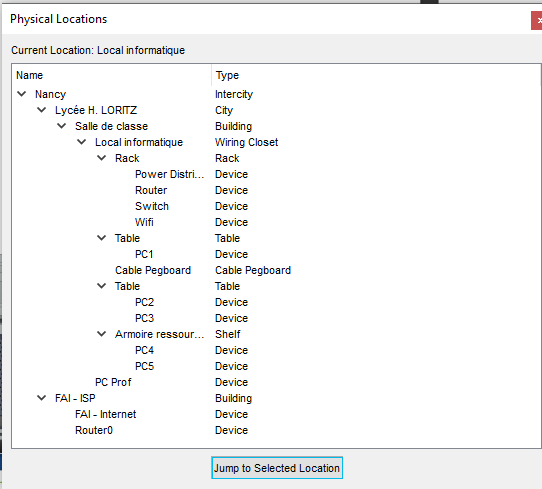 Physical Locations
Current Location: Local informatique
Name Type
Nancy Intercity
Lycée H. LORITZ City
Salle de classe Building
Local informatique Wiring Closet
Rack Rack
Power Distri... Device
Router Device
Switch Device
Wifi Device
Table Table
PC1 Device
Cable Pegboard Cable Pegboard
Table Table
PC2 Device
PC3 Device
Armoire ressour... Shelf
PC4 Device
PC5 Device
PC Prof Device
FAI - ISP Building
FAI - Internet Device
Router0 Device
Jump to Selected Location